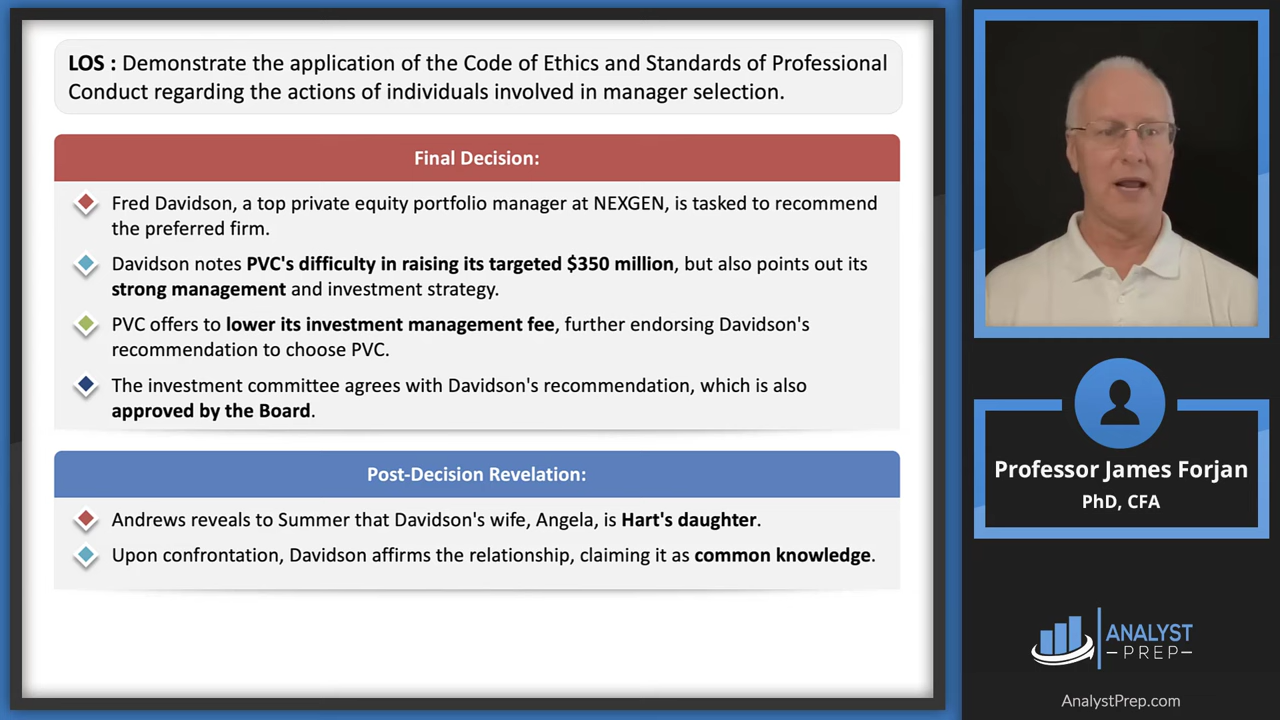 LOS : Demonstrate the application of the Code of Ethics and Standards of Professional
Conduct regarding the actions of individuals involved in manager selection.
Final Decision:
Fred Davidson, a top private equity portfolio manager at NEXGEN, is tasked to recommend
the preferred firm.
Davidson notes PVC's difficulty in raising its targeted $350 million, but also points out its
strong management and investment strategy.
PVC offers to lower its investment management fee, further endorsing Davidson's
recommendation to choose PVC.
The investment committee agrees with Davidson's recommendation, which is also
approved by the Board.
Post-Decision Revelation:
Andrews reveals to Summer that Davidson's wife, Angela, is Hart's daughter.
Upon confrontation, Davidson affirms the relationship, claiming it as common knowledge.
Professor James Forjan
PhD, CFA
ANALYST
PREP
AnalystPrep.com